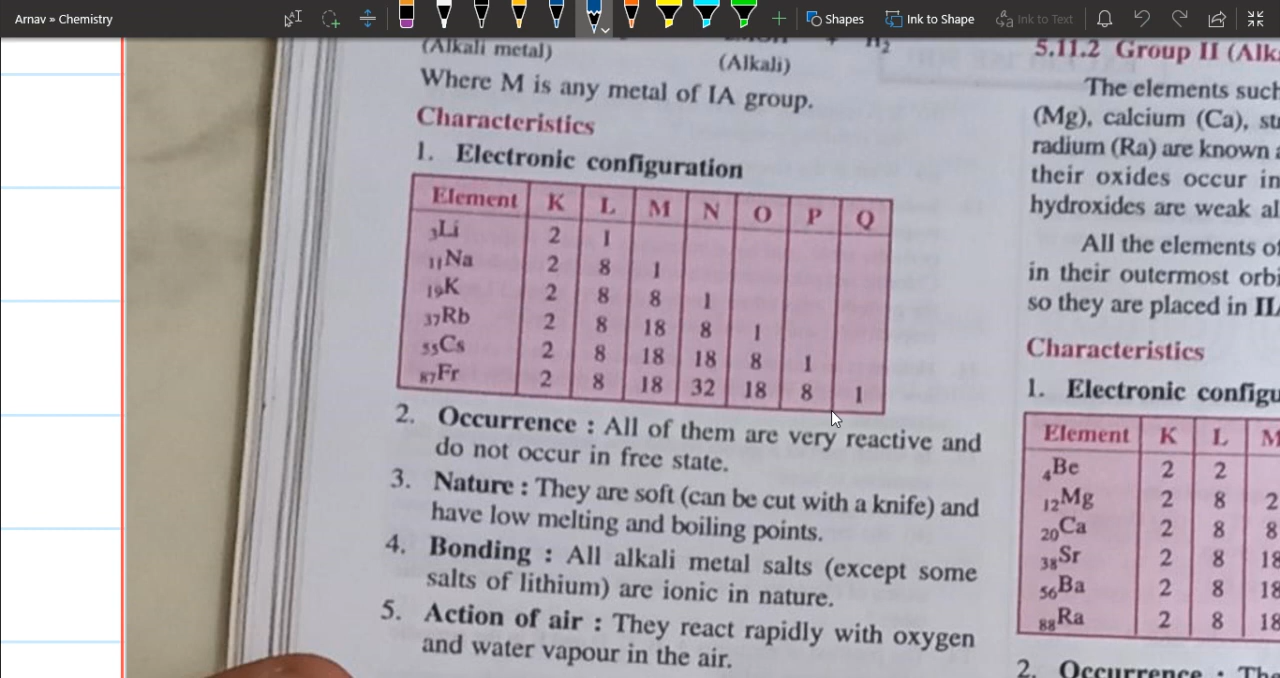 Arnav » Chemistry
Shapes Ink to Shape Ink to Text
(Alkali metal)
(Alkali)
+ H2
Where M is any metal of IA group.
Characteristics
1. Electronic configuration
Element K L M N O P Q
3Li 2 1
11Na 2 8 1
19K 2 8 8 1
37Rb 2 8 18 8 1
55Cs 2 8 18 18 8 1
87Fr 2 8 18 32 18 8 1
2. Occurrence : All of them are very reactive and
do not occur in free state.
3. Nature : They are soft (can be cut with a knife) and
have low melting and boiling points.
4. Bonding : All alkali metal salts (except some
salts of lithium) are ionic in nature.
5. Action of air : They react rapidly with oxygen
and water vapour in the air.
5.11.2 Group II (Alk
The elements such
(Mg), calcium (Ca), st
radium (Ra) are known a
their oxides occur in
hydroxides are weak al
All the elements of
in their outermost orbi
so they are placed in II
Characteristics
1. Electronic configu
Element K L M
4Be 2 2
12Mg 2 8 2
20Ca 2 8 8
38Sr 2 8 18
56Ba 2 8 18
88Ra 2 8 18
2. Occurrence : The